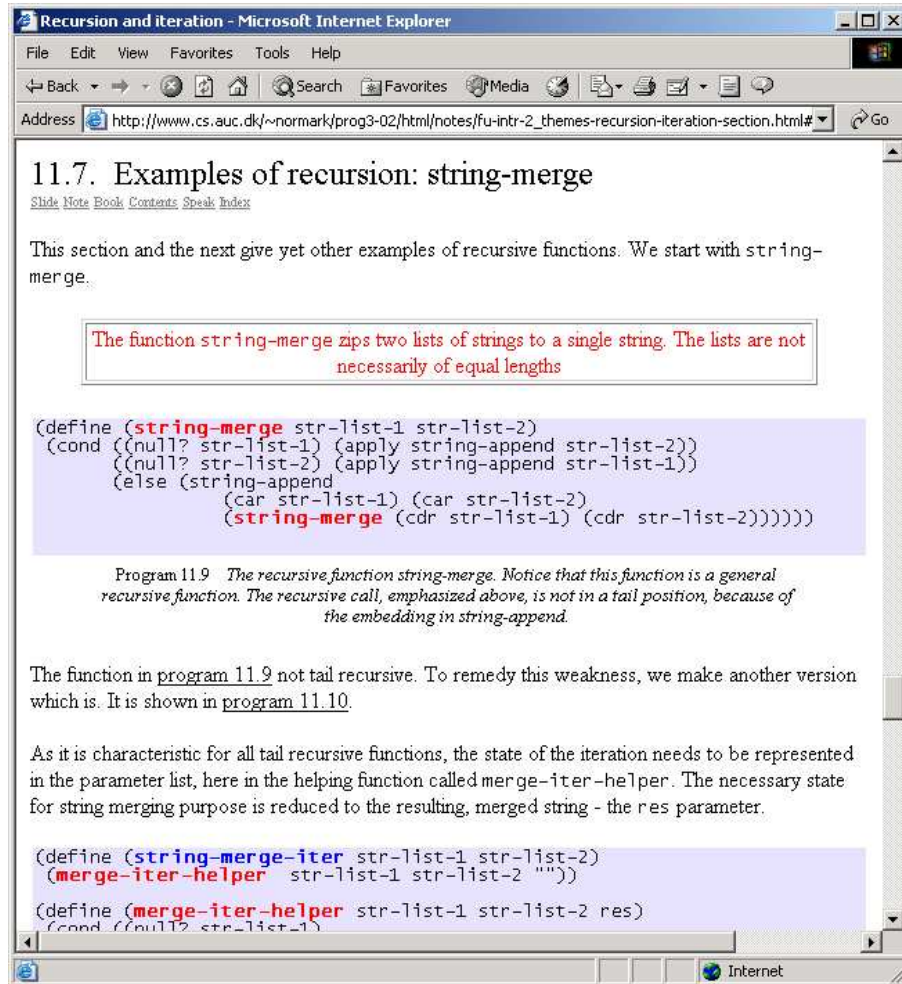 Recursion and iteration - Microsoft Internet Explorer
File Edit View Favorites Tools Help
Back Search Favorites Media
Address http://www.cs.auc.dk/~normark/prog3-02/html/notes/fu-intr-2_themes-recursion-iteration-section.html# Go
11.7. Examples of recursion: string-merge
Slide Note Book Contents Speak Index
This section and the next give yet other examples of recursive functions. We start with string-
merge.
The function string-merge zips two lists of strings to a single string. The lists are not
necessarily of equal lengths
(define (string-merge str-list-1 str-list-2)
(cond ((null? str-list-1) (apply string-append str-list-2))
((null? str-list-2) (apply string-append str-list-1))
(else (string-append
(car str-list-1) (car str-list-2)
(string-merge (cdr str-list-1) (cdr str-list-2))))))
Program 11.9 The recursive function string-merge. Notice that this function is a general
recursive function. The recursive call, emphasized above, is not in a tail position, because of
the embedding in string-append.
The function in program 11.9 not tail recursive. To remedy this weakness, we make another version
which is. It is shown in program 11.10.
As it is characteristic for all tail recursive functions, the state of the iteration needs to be represented
in the parameter list, here in the helping function called merge-iter-helper. The necessary state
for string merging purpose is reduced to the resulting, merged string - the res parameter.
(define (string-merge-iter str-list-1 str-list-2)
(merge-iter-helper str-list-1 str-list-2 ""))
(define (merge-iter-helper str-list-1 str-list-2 res)
(cond ((null? str-list-1)
Internet